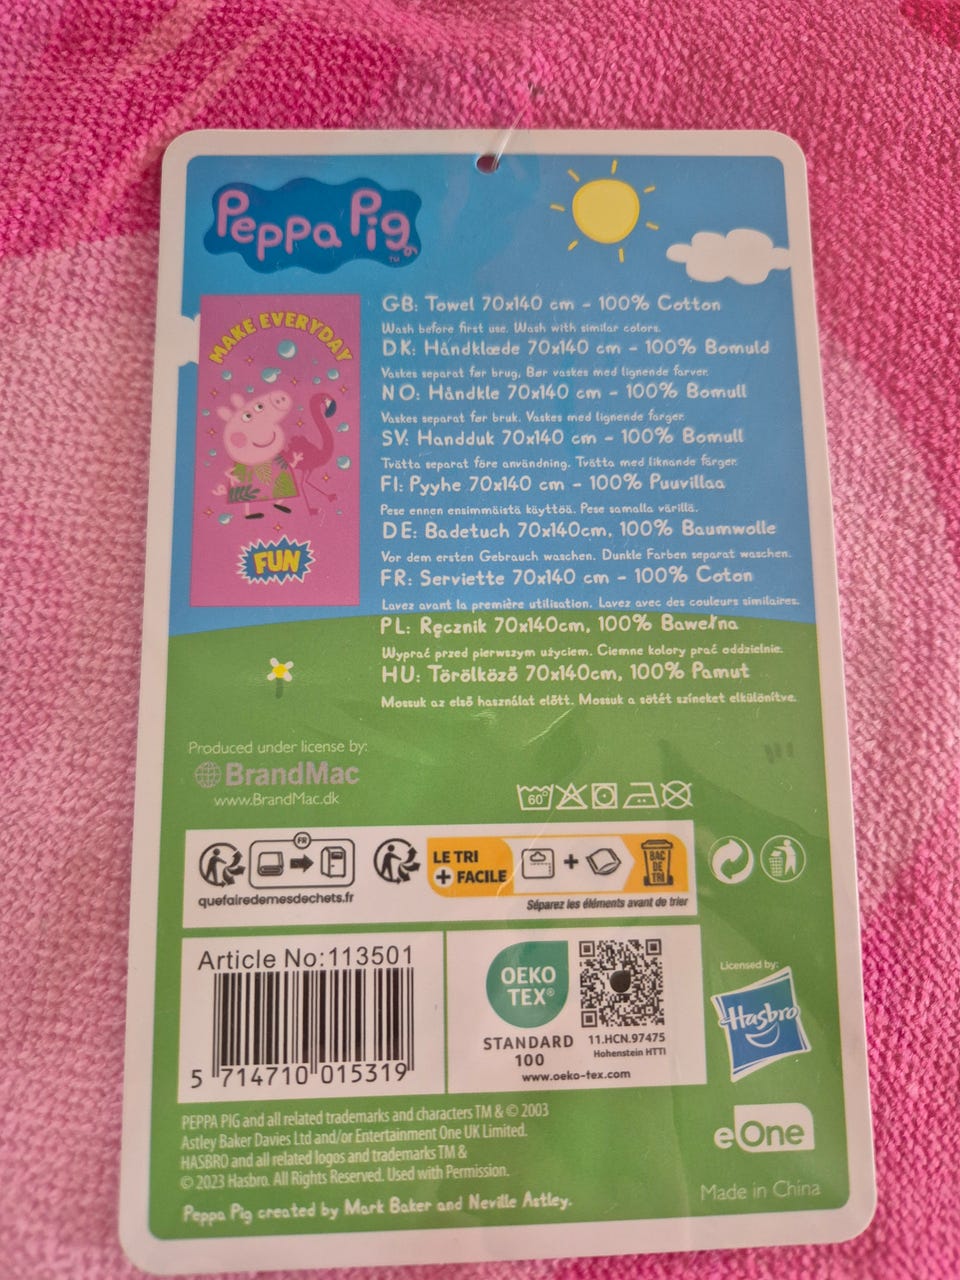 Peppa Pig
TM
MAKE EVERYDAY
FUN
GB: Towel 70x140 cm - 100% Cotton
Wash before first use. Wash with similar colors.
DK: Håndklæde 70x140 cm - 100% Bomuld
Vaskes separat før brug. Bør vaskes med lignende farver.
NO: Håndkle 70x140 cm - 100% Bomull
Vaskes separat før bruk. Vaskes med lignende farger.
SV: Handduk 70x140 cm - 100% Bomull
Tvätta separat före användning. Tvätta med liknande färger.
FI: Pyyhe 70x140 cm - 100% Puuvillaa
Pese ennen ensimmäistä käyttöä. Pese samalla värillä.
DE: Badetuch 70x140cm, 100% Baumwolle
Vor dem ersten Gebrauch waschen. Dunkle Farben separat waschen.
FR: Serviette 70x140 cm - 100% Coton
Lavez avant la première utilisation. Lavez avec des couleurs similaires.
PL: Ręcznik 70x140cm, 100% Bawełna
Wyprać przed pierwszym użyciem. Ciemne kolory prać oddzielnie.
HU: Törölköző 70x140cm, 100% Pamut
Mossuk az első használat előtt. Mossuk a sötét színeket elkülönítve.
Produced under license by:
BrandMac
www.BrandMac.dk
60°
FR
LE TRI
+ FACILE
+
BAC
DE
TRI
quefairedemesdechets.fr
Séparez les éléments avant de trier
Article No:113501
5 714710 015319
OEKO
TEX®
STANDARD
100
11.HCN.97475
Hohenstein HTTI
www.oeko-tex.com
Licensed by:
Hasbro
PEPPA PIG and all related trademarks and characters TM & © 2003
Astley Baker Davies Ltd and/or Entertainment One UK Limited.
HASBRO and all related logos and trademarks TM &
© 2023 Hasbro. All Rights Reserved. Used with Permission.
Peppa Pig created by Mark Baker and Neville Astley.
eOne
Made in China